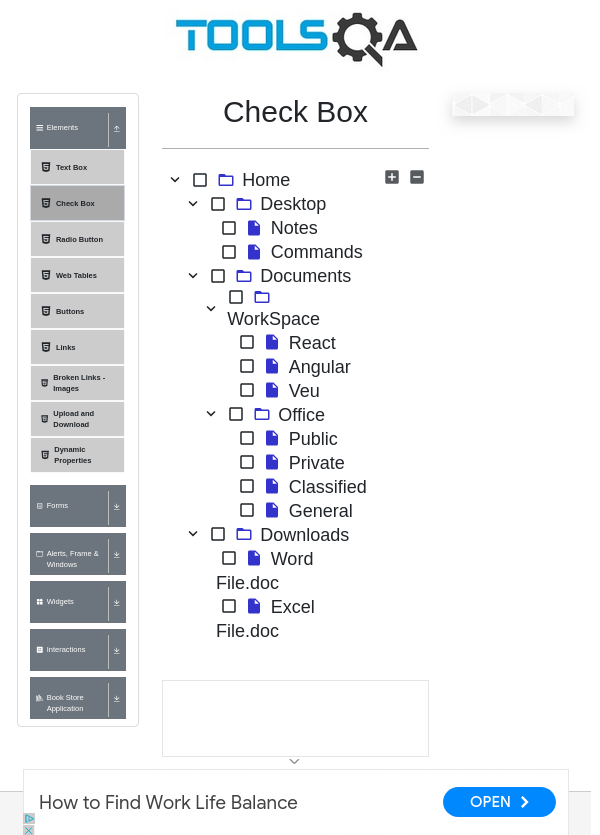 TOOLSQA
Check Box
Elements
Text Box
Check Box
Radio Button
Web Tables
Buttons
Links
Broken Links -
Images
Upload and
Download
Dynamic
Properties
Forms
Alerts, Frame &
Windows
Widgets
Interactions
Book Store
Application
Home
Desktop
Notes
Commands
Documents
WorkSpace
React
Angular
Veu
Office
Public
Private
Classified
General
Downloads
Word
File.doc
Excel
File.doc
How to Find Work Life Balance
OPEN